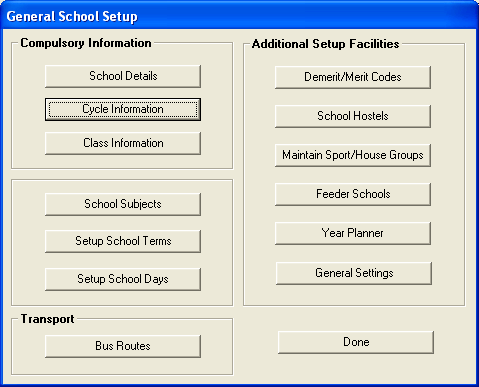 General School Setup
Compulsory Information
School Details
Cycle Information
Class Information
School Subjects
Setup School Terms
Setup School Days
Transport
Bus Routes
Additional Setup Facilities
Demerit/Merit Codes
School Hostels
Maintain Sport/House Groups
Feeder Schools
Year Planner
General Settings
Done